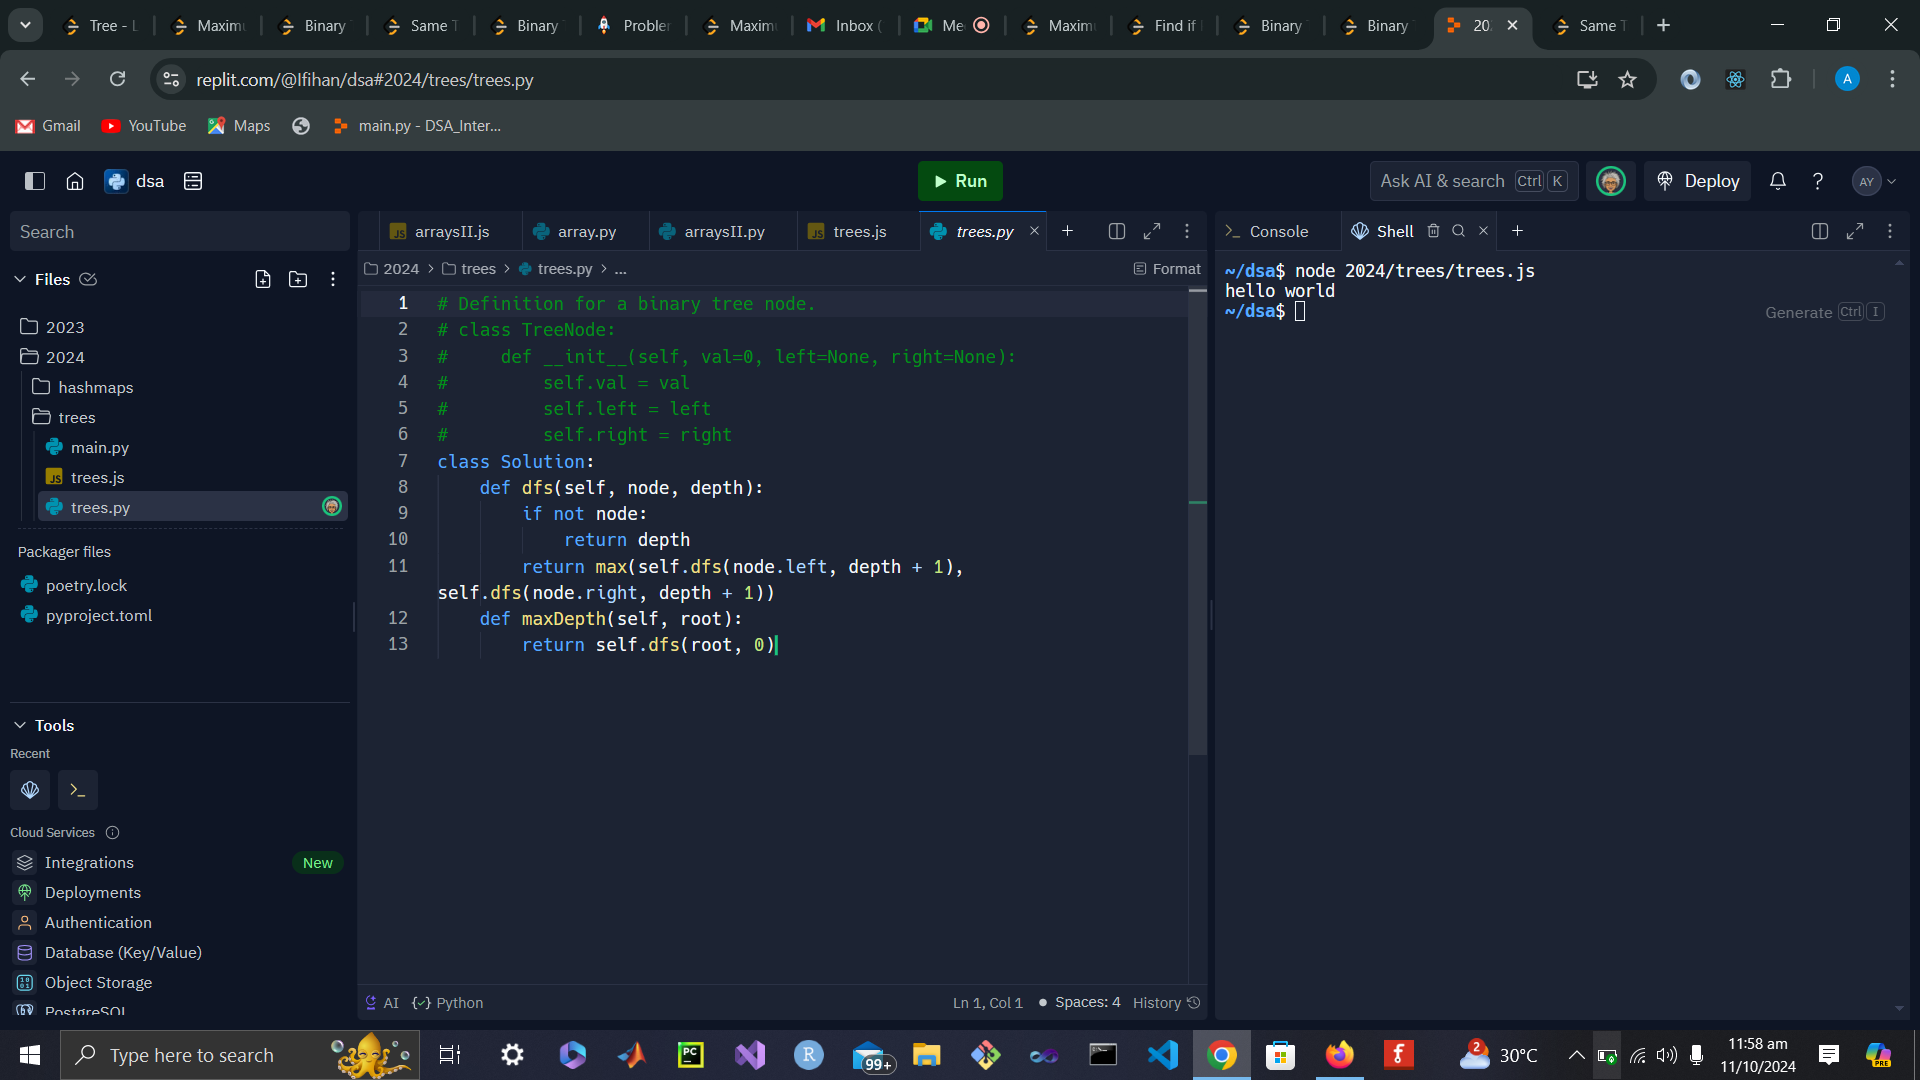 Tree - L
Maxim
Binary
Same T
Binary
Probler
Maxim
Inbox (
Me
Maxim
Find if
Binary
Binary
20
Same T
replit.com/@Ifihan/dsa#2024/trees/trees.py
A
Gmail
YouTube
Maps
main.py - DSA_Inter...
dsa
Run
Ask AI & search Ctrl K
Deploy
AY
Search
arraysII.js
array.py
arraysII.py
trees.js
trees.py
Console
Shell
Files
2024 > trees > trees.py > ...
Format
2023
2024
hashmaps
trees
main.py
trees.js
trees.py
Packager files
poetry.lock
pyproject.toml
Tools
Recent
Cloud Services
Integrations New
Deployments
Authentication
Database (Key/Value)
Object Storage
PostgreSQL
1 # Definition for a binary tree node.
2 # class TreeNode:
3 #     def __init__(self, val=0, left=None, right=None):
4 #         self.val = val
5 #         self.left = left
6 #         self.right = right
7 class Solution:
8     def dfs(self, node, depth):
9         if not node:
10             return depth
11         return max(self.dfs(node.left, depth + 1),
self.dfs(node.right, depth + 1))
12     def maxDepth(self, root):
13         return self.dfs(root, 0)
AI
Python
Ln 1, Col 1
Spaces: 4
History
~/dsa$ node 2024/trees/trees.js
hello world
~/dsa$
Generate Ctrl I
Type here to search
PC
R
99+
2
30°C
11:58 am
11/10/2024
PRE